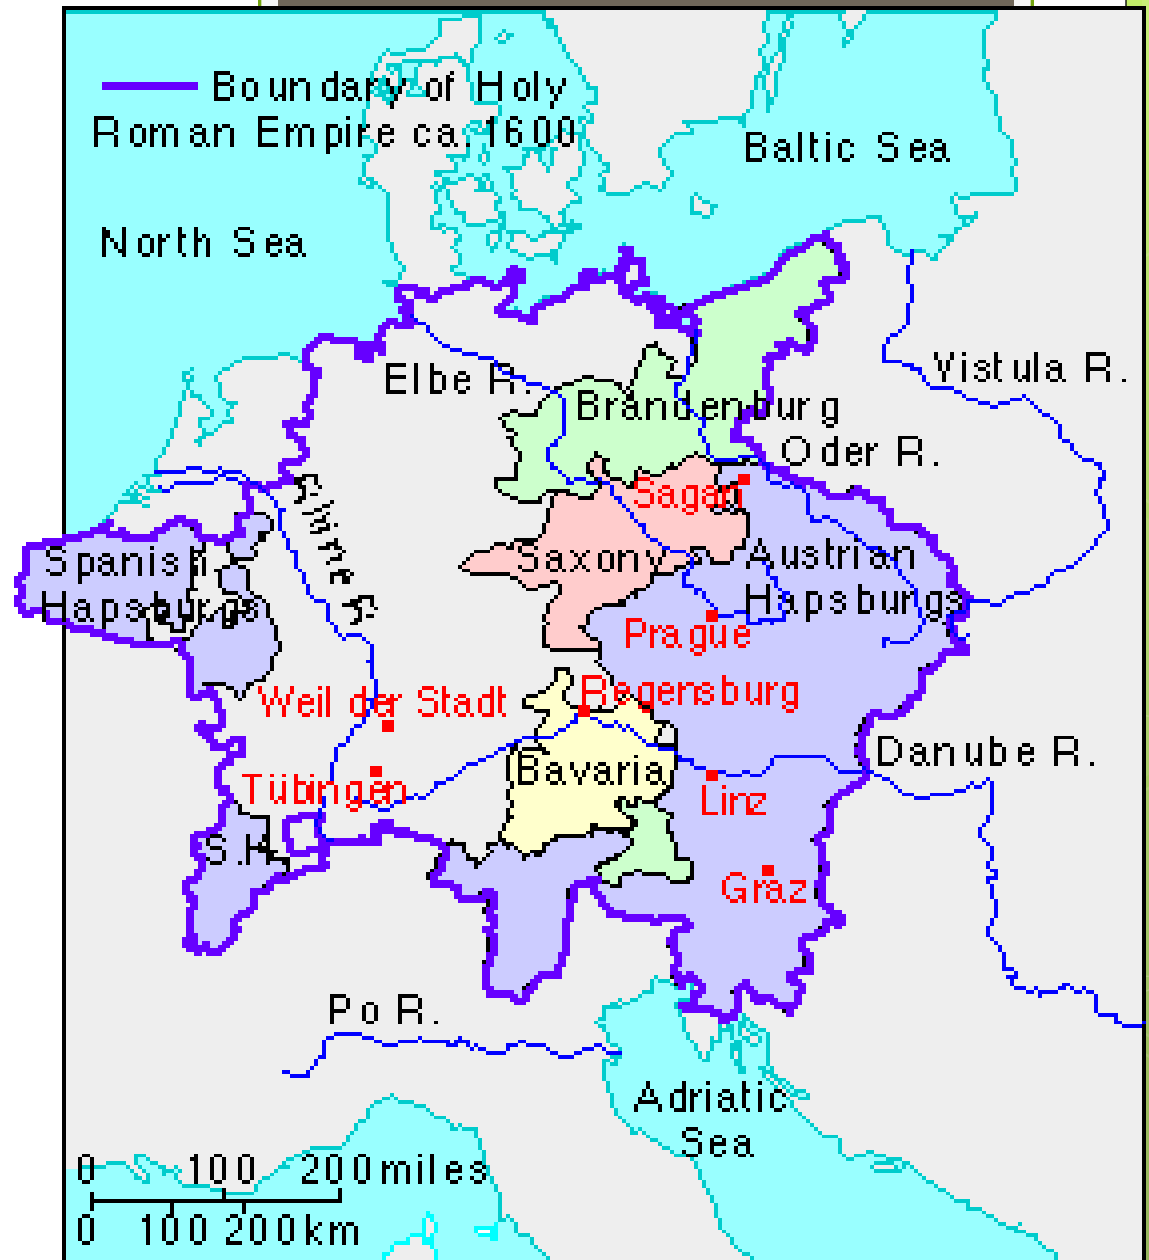 Boundary of Holy
Roman Empire ca. 1600
Baltic Sea
North Sea
Vistula R.
Elbe R.
Brandenburg
Oder R.
Sagan
Rhine R.
Spanish
Hapsburgs
Saxony
Austrian
Hapsburgs
Prague
Regensburg
Weil der Stadt
Danube R.
Bavaria
Tübingen
Linz
S.H.
Graz
Po R.
Adriatic
Sea
0 100 200 miles
0 100 200 km